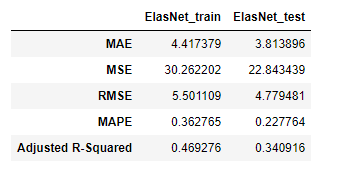 ElasNet_train ElasNet_test
MAE 4.417379 3.813896
MSE 30.262202 22.843439
RMSE 5.501109 4.779481
MAPE 0.362765 0.227764
Adjusted R-Squared 0.469276 0.340916